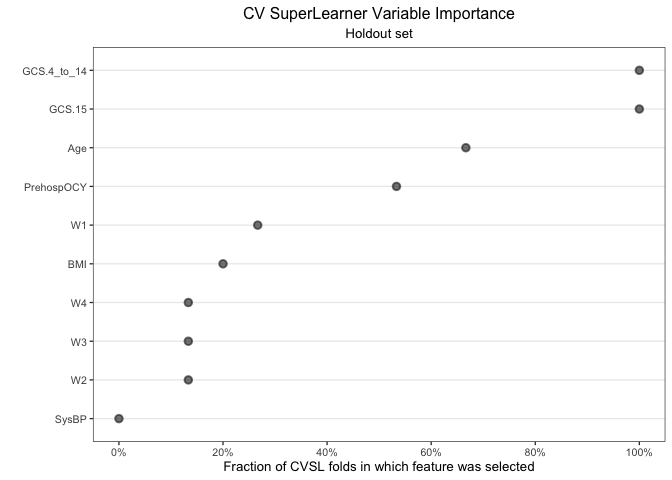 CV SuperLearner Variable Importance
Holdout set
GCS.4_to_14
GCS.15
Age
PrehospOCY
W1
BMI
W4
W3
W2
SysBP
0% 20% 40% 60% 80% 100%
Fraction of CVSL folds in which feature was selected